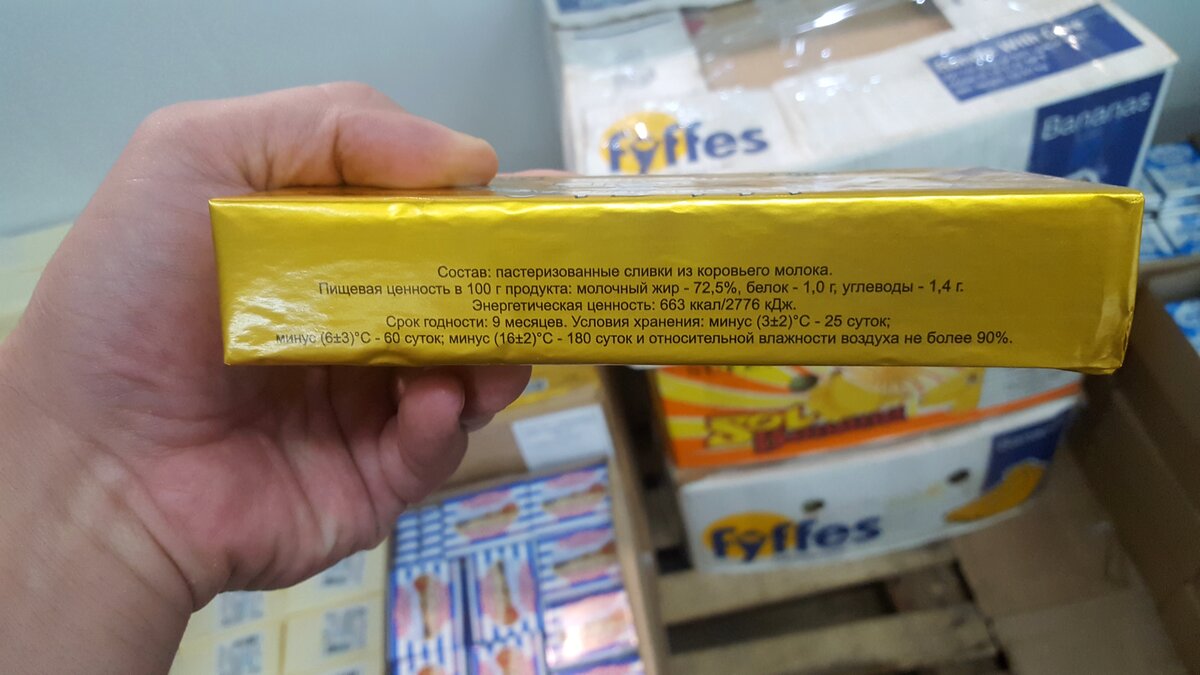 Fyffes
Bananas
Состав: пастеризованные сливки из коровьего молока.
Пищевая ценность в 100 г продукта: молочный жир - 72,5%, белок - 1,0 г, углеводы - 1,4 г.
Энергетическая ценность: 663 ккал/2776 кДж.
Срок годности: 9 месяцев. Условия хранения: минус (3±2)°С - 25 суток;
минус (6±3)°С - 60 суток; минус (16±2)°С - 180 суток и относительной влажности воздуха не более 90%.
SOL
Fyffes